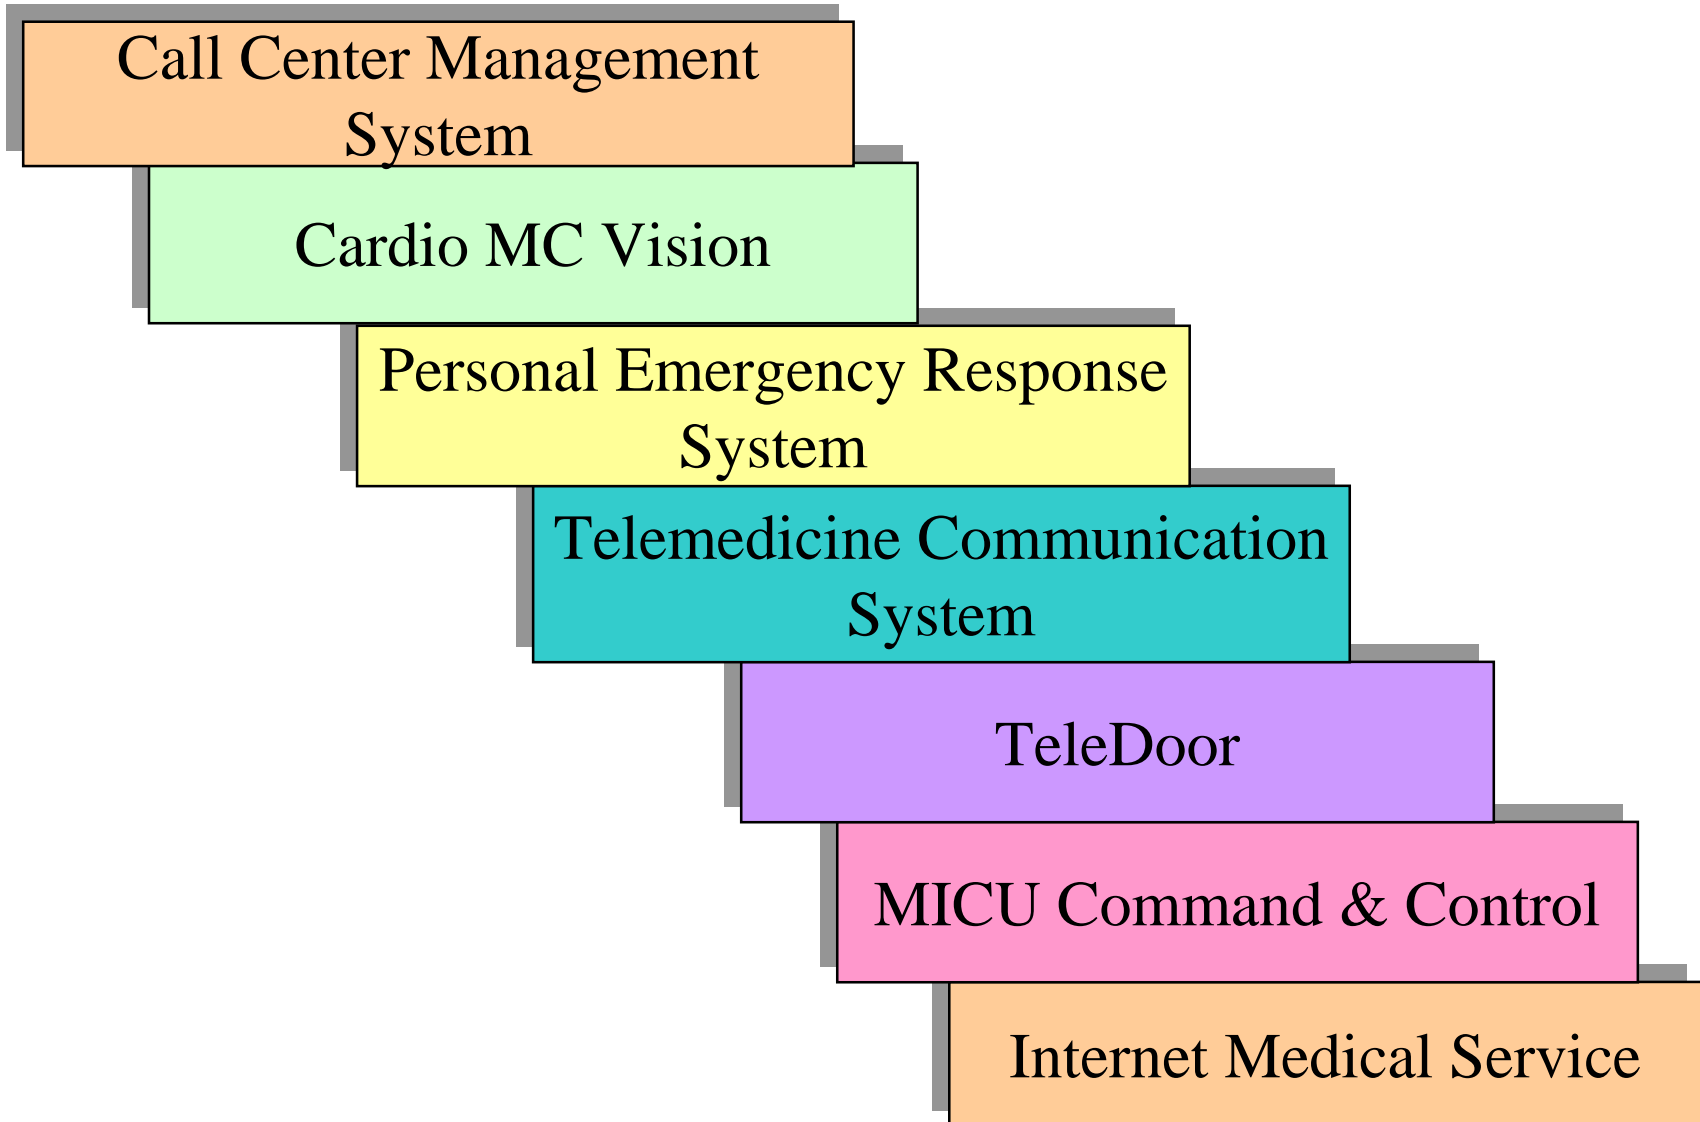 Call Center Management
System
Cardio MC Vision
Personal Emergency Response
System
Telemedicine Communication
System
TeleDoor
MICU Command & Control
Internet Medical Service